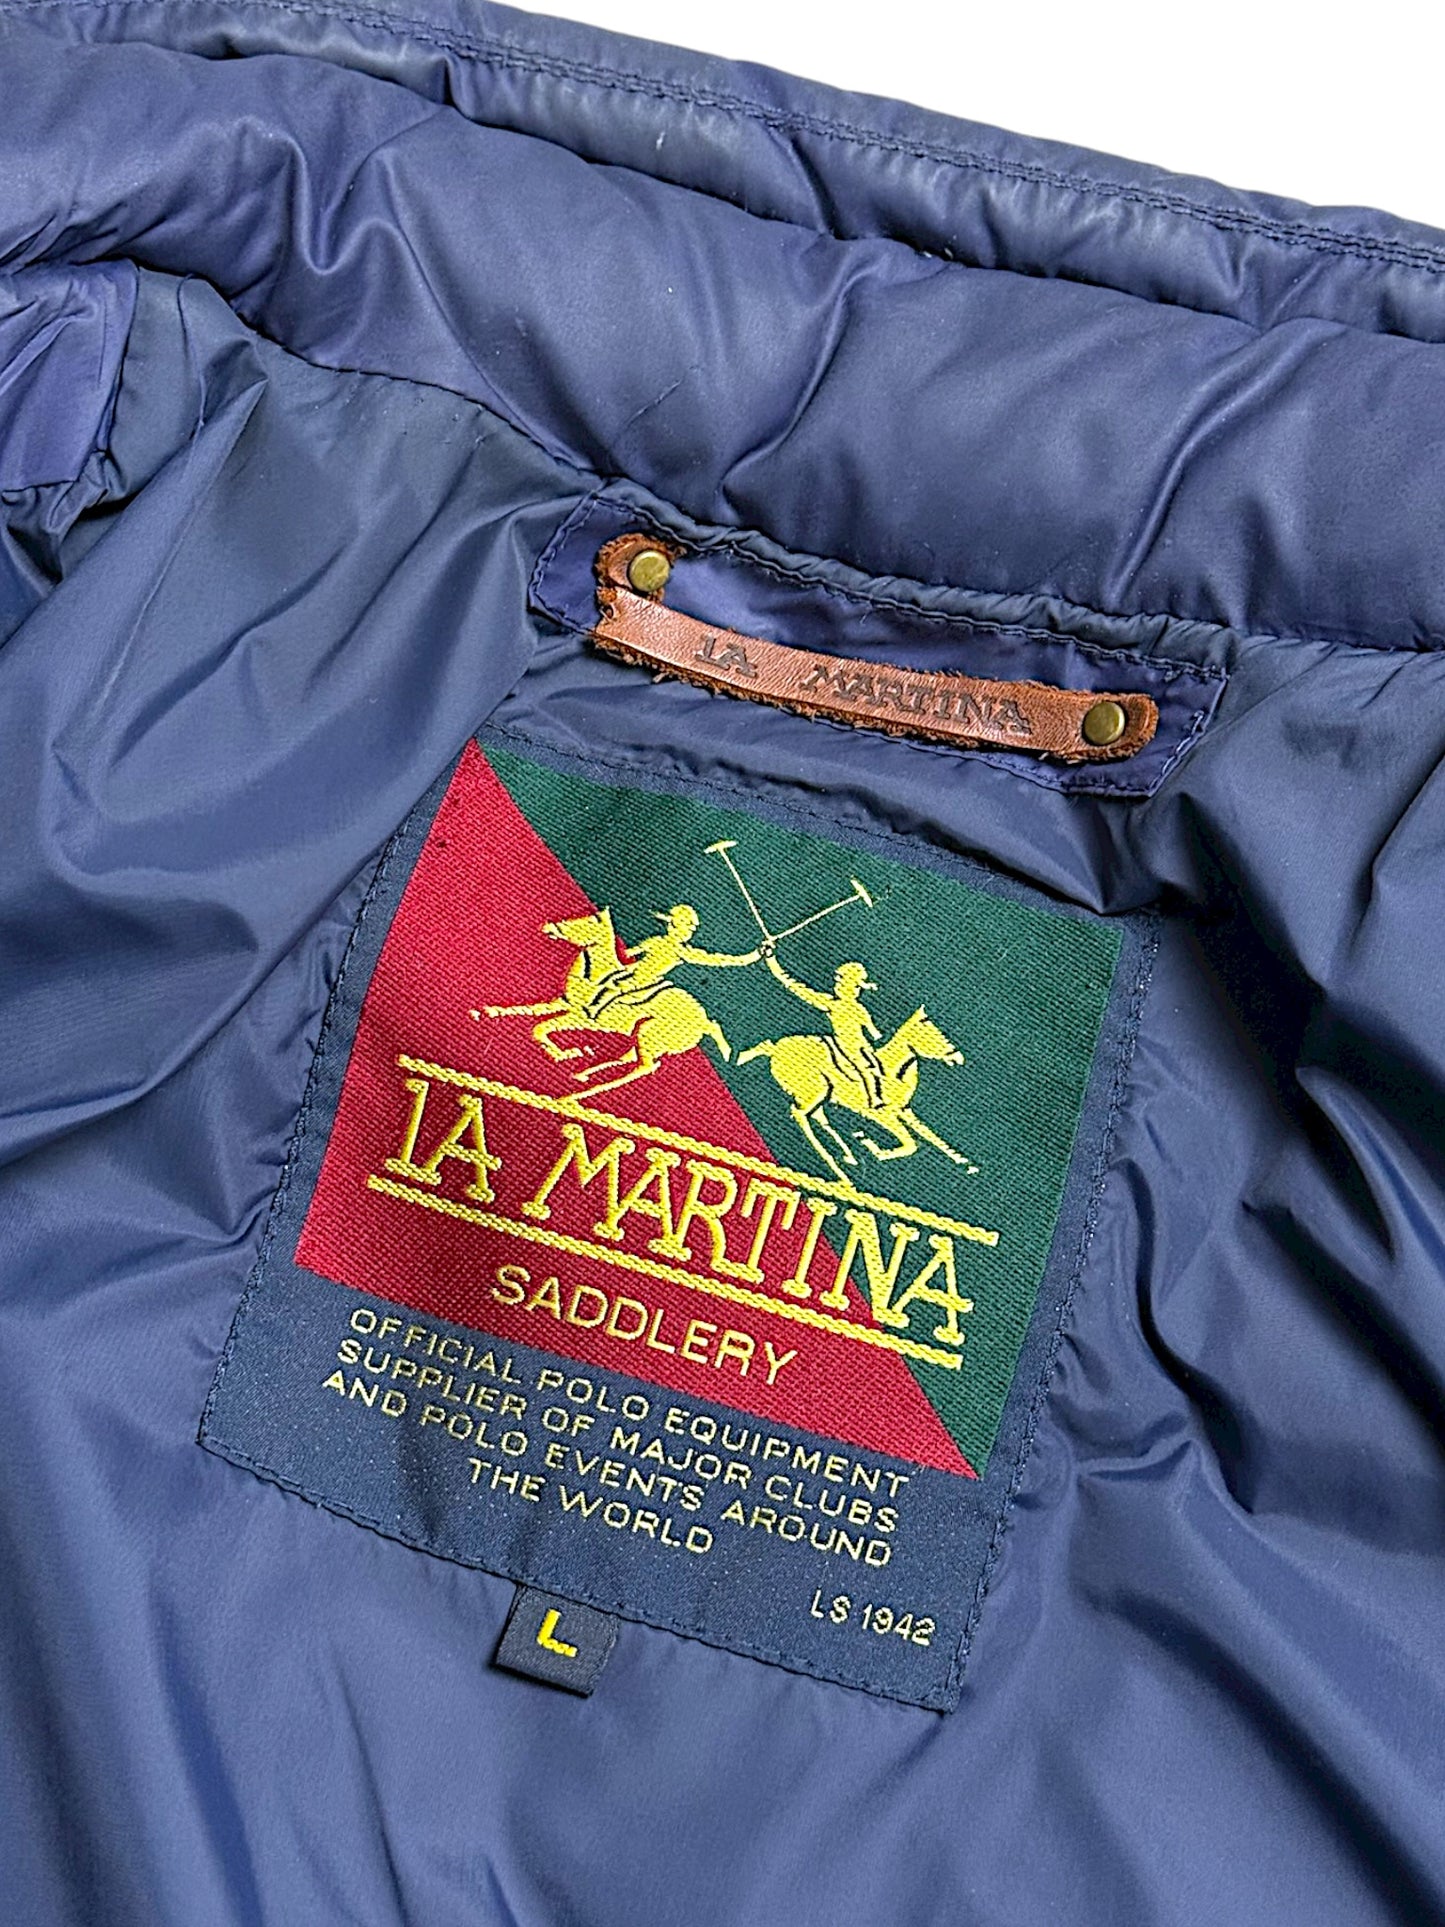 LA MARTINA
LA MARTINA
SADDLERY
OFFICIAL POLO EQUIPMENT
SUPPLIER OF MAJOR CLUBS
AND POLO EVENTS AROUND
THE WORLD
LS 1942
L